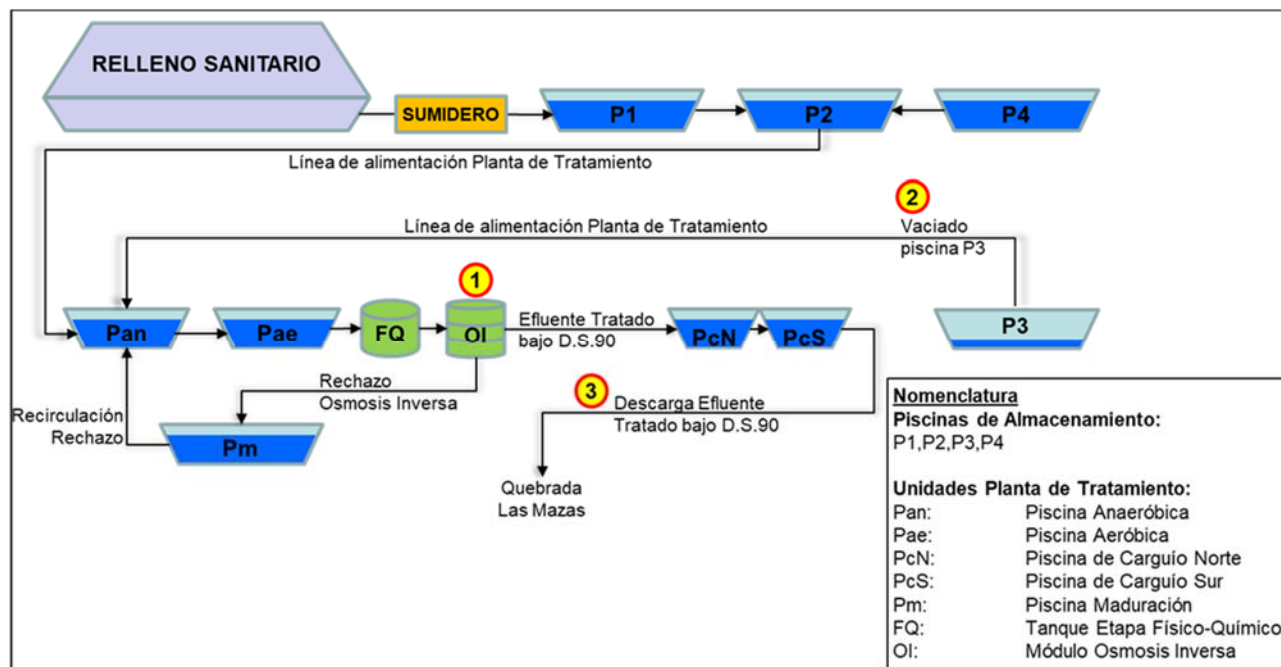 RELLENO SANITARIO
SUMIDERO
P1
P2
P4
Línea de alimentación Planta de Tratamiento
2
Línea de alimentación Planta de Tratamiento
Vaciado
piscina P3
1
Pan
Pae
FQ
OI
Efluente Tratado
bajo D.S.90
PcN
PcS
P3
Rechazo
Osmosis Inversa
Recirculación
Rechazo
Pm
3
Descarga Efluente
Tratado bajo D.S.90
Quebrada
Las Mazas
Nomenclatura
Piscinas de Almacenamiento:
P1,P2,P3,P4
Unidades Planta de Tratamiento:
Pan: Piscina Anaeróbica
Pae: Piscina Aeróbica
PcN: Piscina de Carguío Norte
PcS: Piscina de Carguío Sur
Pm: Piscina Maduración
FQ: Tanque Etapa Físico-Químico
OI: Módulo Osmosis Inversa